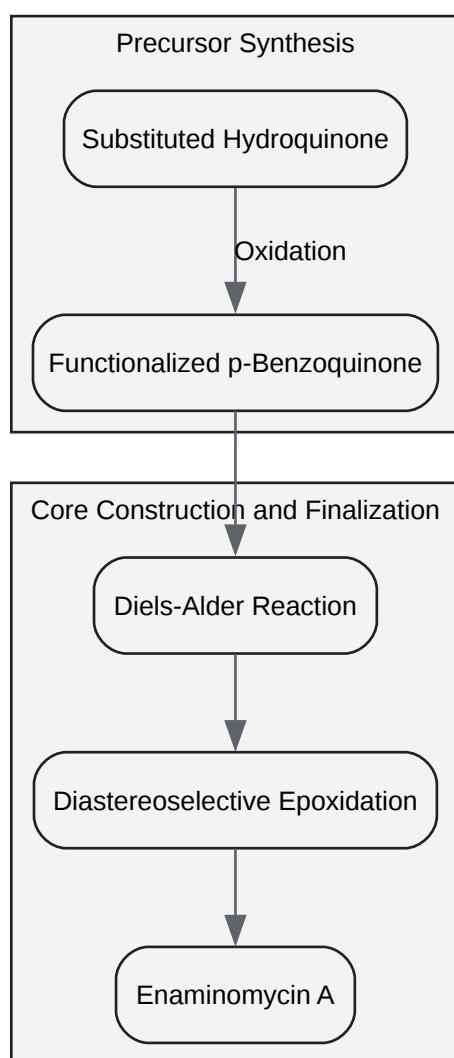 Precursor Synthesis
Substituted Hydroquinone
Oxidation
Functionalized p-Benzoquinone
Core Construction and Finalization
Diels-Alder Reaction
Diastereoselective Epoxidation
Enaminomycin A